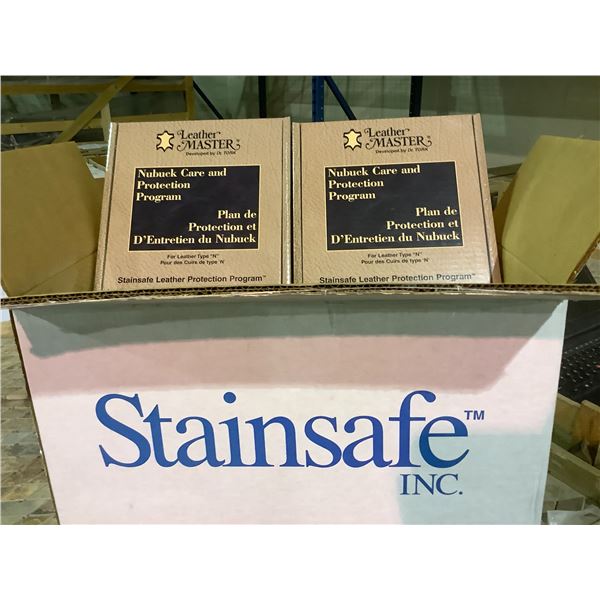 Leather
MASTER™
Developed by Dr. TORK
Nubuck Care and
Protection
Program
Plan de
Protection et
D'Entretien du Nubuck
For Leather Type "N"
Pour des Cuirs de type 'N'
Stainsafe Leather Protection Program™
Leather
MASTER™
Developed by Dr. TORK
Nubuck Care and
Protection
Program
Plan de
Protection et
D'Entretien du Nubuck
For Leather Type "N"
Pour des Cuirs de type 'N'
Stainsafe Leather Protection Program™
Stainsafe™
INC.